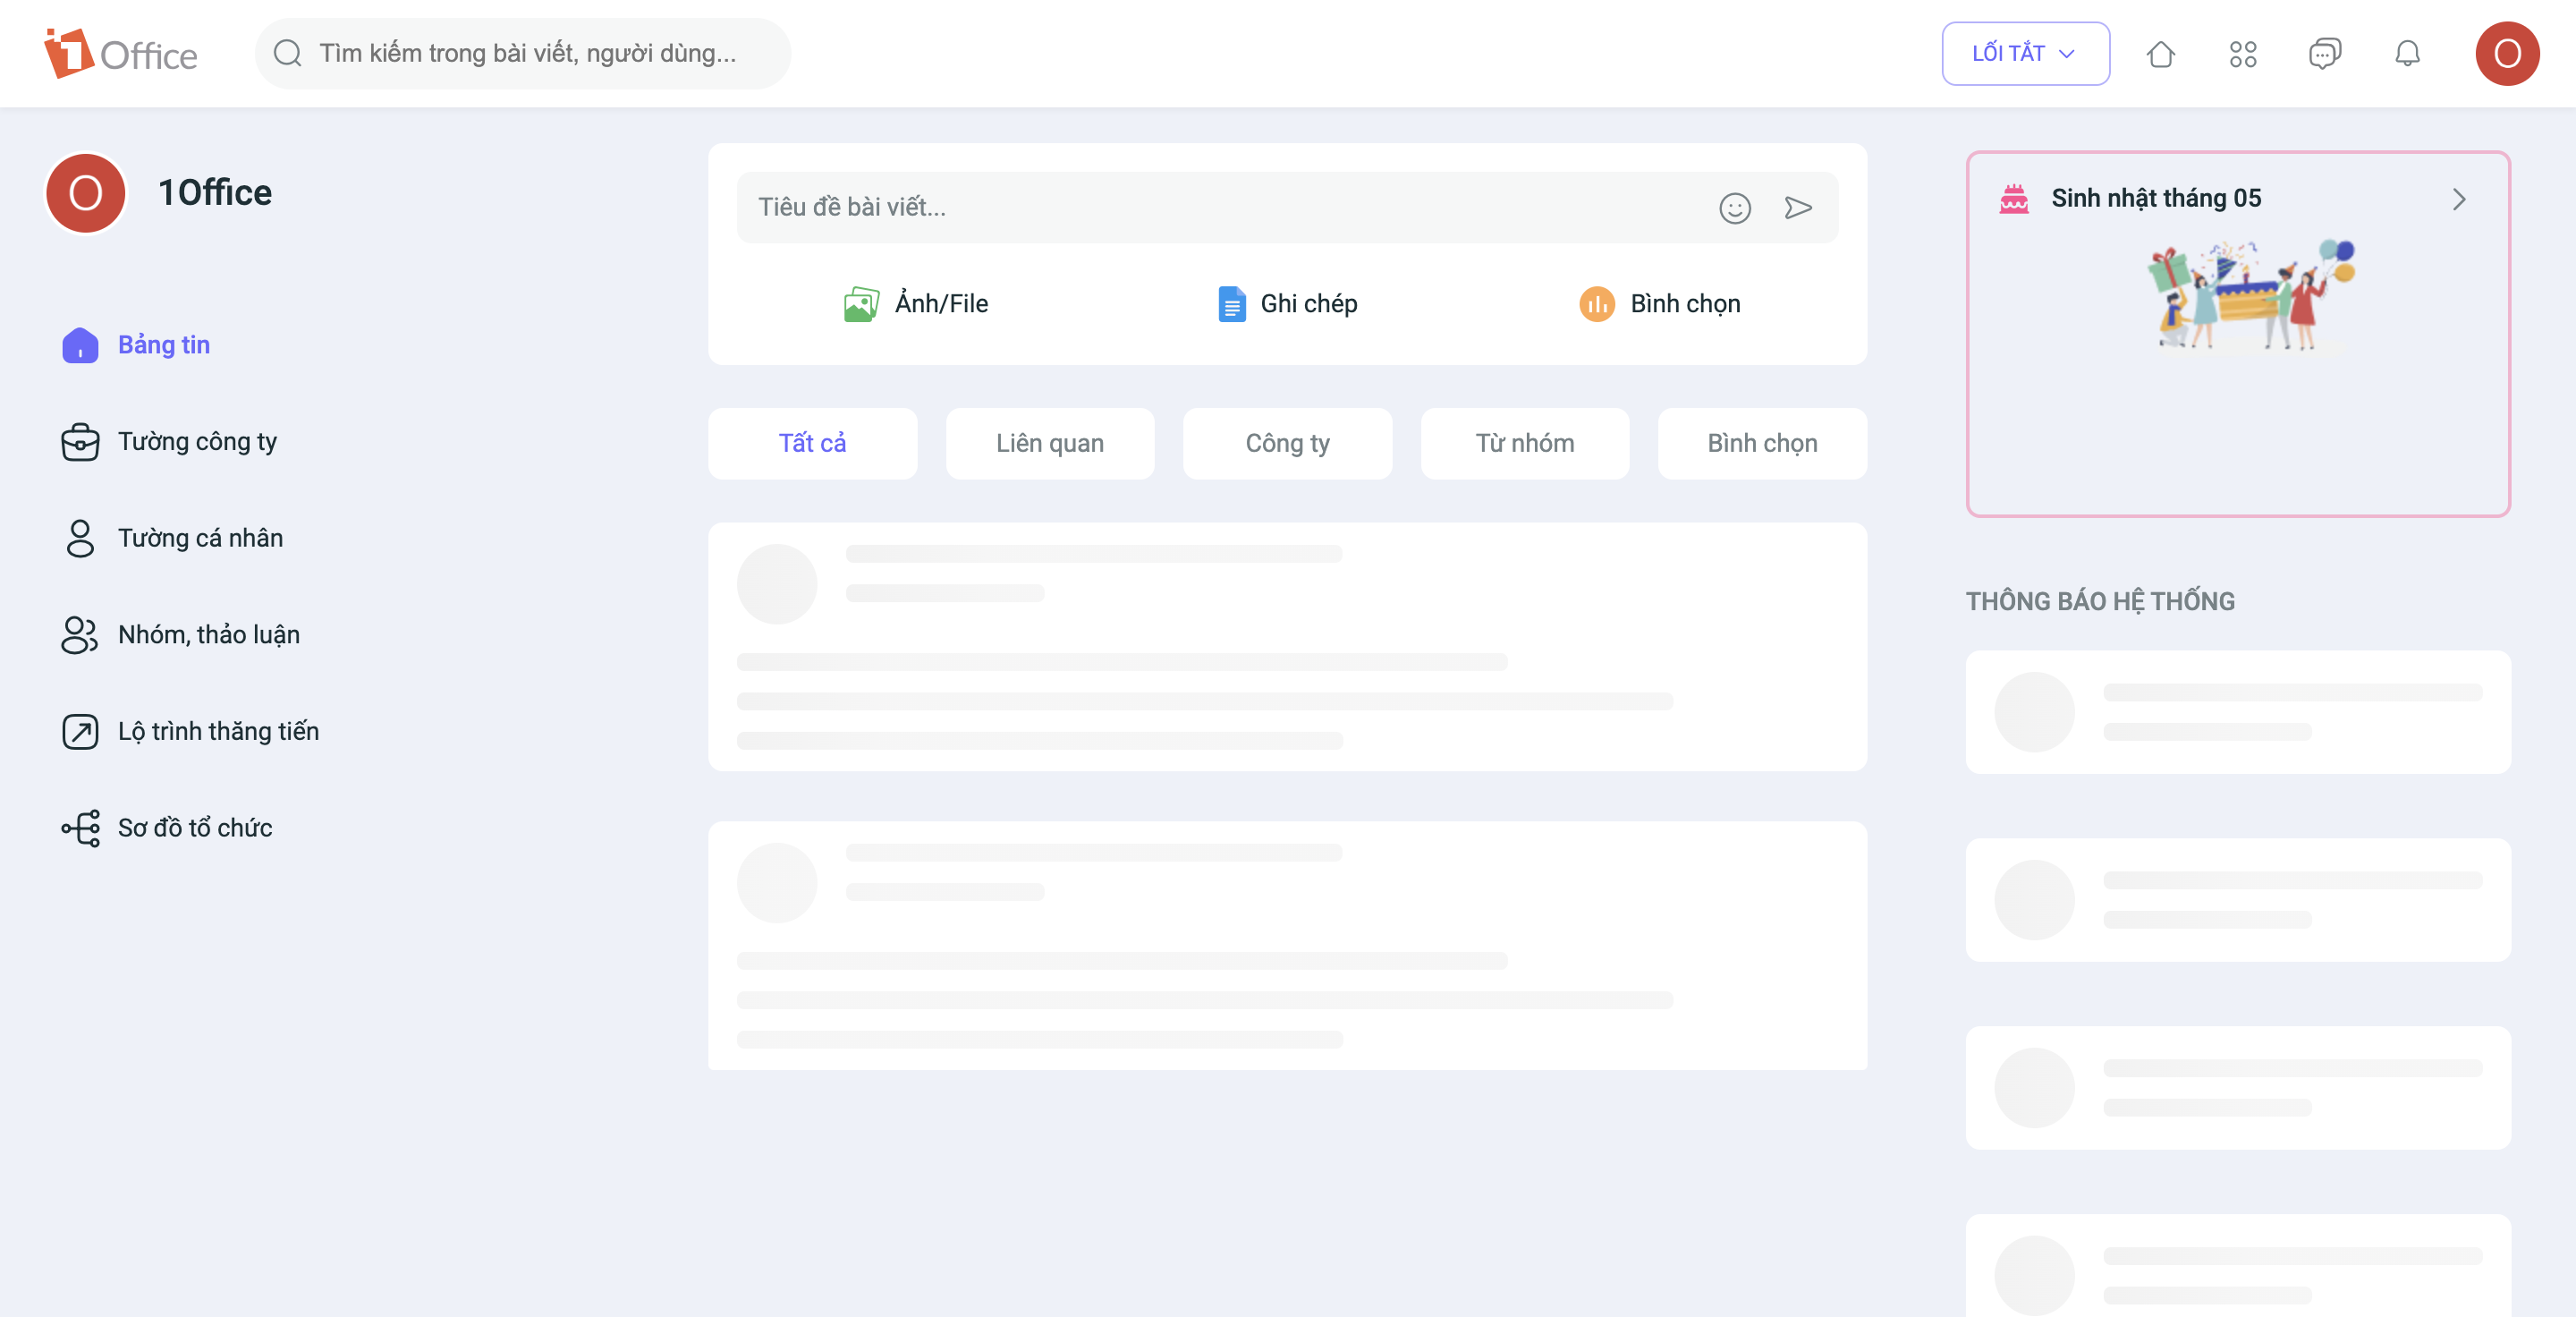 1Office
Tìm kiếm trong bài viết, người dùng...
LỐI TẮT
O
O
1Office
Bảng tin
Tường công ty
Tường cá nhân
Nhóm, thảo luận
Lộ trình thăng tiến
Sơ đồ tổ chức
Tiêu đề bài viết...
Ảnh/File
Ghi chép
Bình chọn
Tất cả
Liên quan
Công ty
Từ nhóm
Bình chọn
Sinh nhật tháng 05
THÔNG BÁO HỆ THỐNG